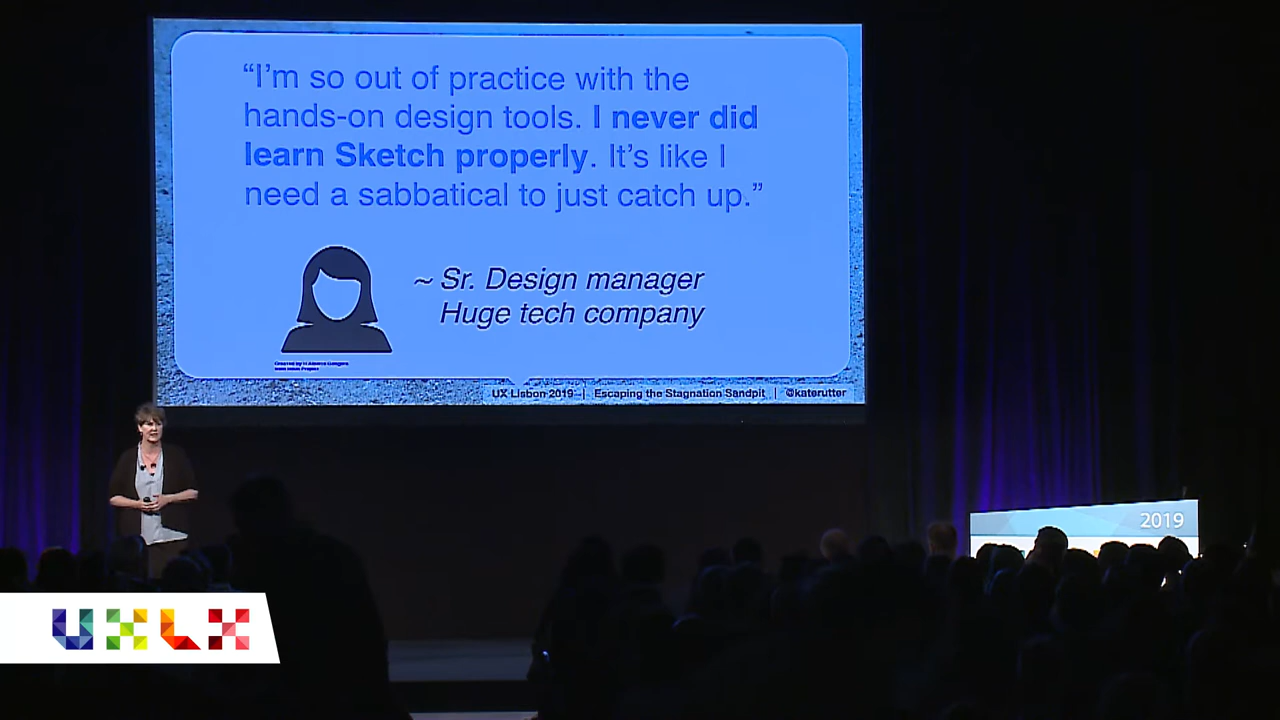 “I’m so out of practice with the
hands-on design tools. I never did
learn Sketch properly. It’s like I
need a sabbatical to just catch up.”
~ Sr. Design manager
Huge tech company
UX Lisbon 2019 | Escaping the Stagnation Sandpit | @katerutter
2019
UXLX